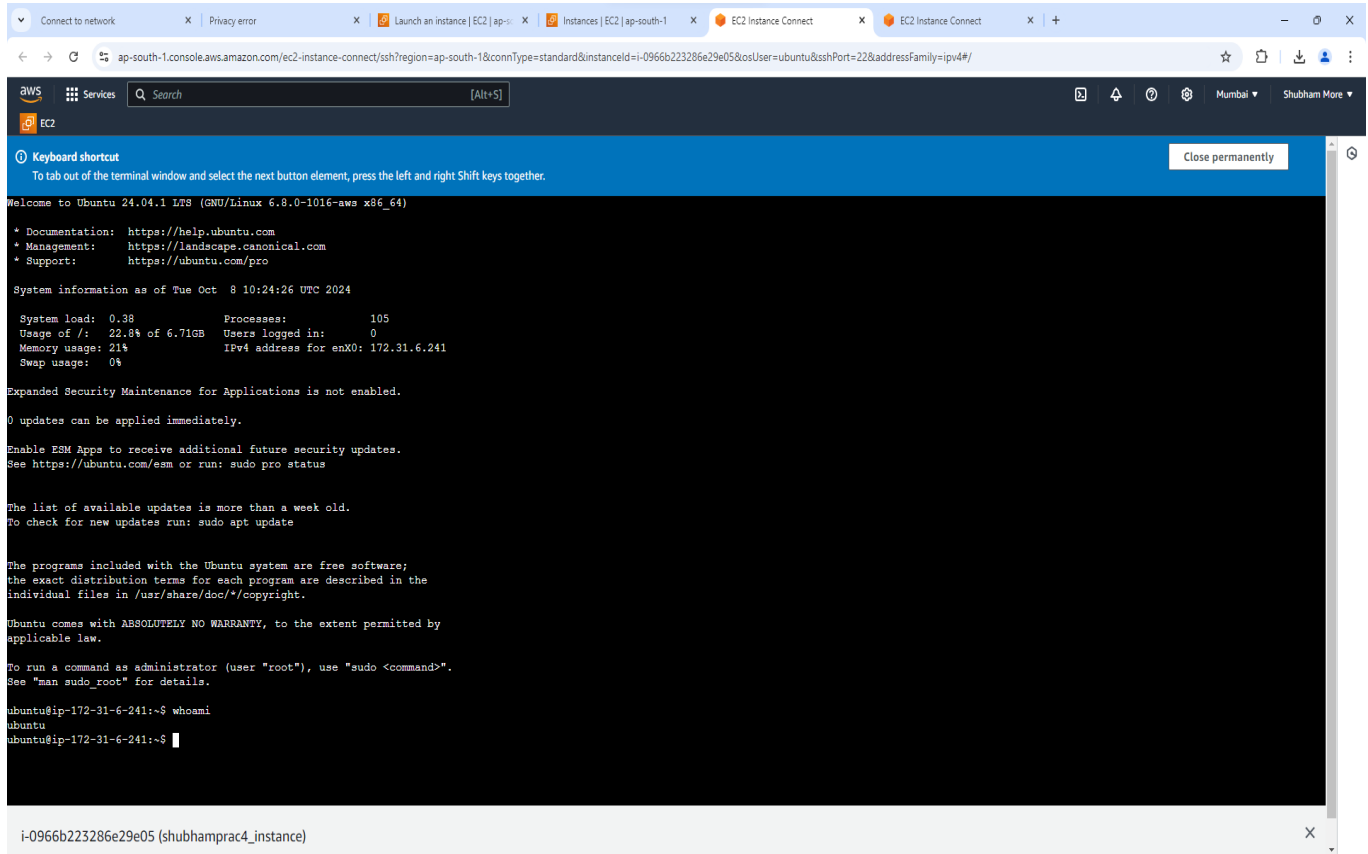 Connect to network
Privacy error
Launch an instance | EC2 | ap-s
Instances | EC2 | ap-south-1
EC2 Instance Connect
EC2 Instance Connect
ap-south-1.console.aws.amazon.com/ec2-instance-connect/ssh?region=ap-south-1&connType=standard&instanceId=i-0966b223286e29e05&osUser=ubuntu&sshPort=22&addressFamily=ipv4#/
aws Services Search [Alt+S] Mumbai Shubham More
EC2
Keyboard shortcut
To tab out of the terminal window and select the next button element, press the left and right Shift keys together.
Close permanently
Welcome to Ubuntu 24.04.1 LTS (GNU/Linux 6.8.0-1016-aws x86_64)
* Documentation: https://help.ubuntu.com
* Management: https://landscape.canonical.com
* Support: https://ubuntu.com/pro
System information as of Tue Oct 8 10:24:26 UTC 2024
System load: 0.38 Processes: 105
Usage of /: 22.8% of 6.71GB Users logged in: 0
Memory usage: 21% IPv4 address for enX0: 172.31.6.241
Swap usage: 0%
Expanded Security Maintenance for Applications is not enabled.
0 updates can be applied immediately.
Enable ESM Apps to receive additional future security updates.
See https://ubuntu.com/esm or run: sudo pro status
The list of available updates is more than a week old.
To check for new updates run: sudo apt update
The programs included with the Ubuntu system are free software;
the exact distribution terms for each program are described in the
individual files in /usr/share/doc/*/copyright.
Ubuntu comes with ABSOLUTELY NO WARRANTY, to the extent permitted by
applicable law.
To run a command as administrator (user "root"), use "sudo <command>".
See "man sudo_root" for details.
ubuntu@ip-172-31-6-241:~$ whoami
ubuntu
ubuntu@ip-172-31-6-241:~$
i-0966b223286e29e05 (shubhamprac4_instance)